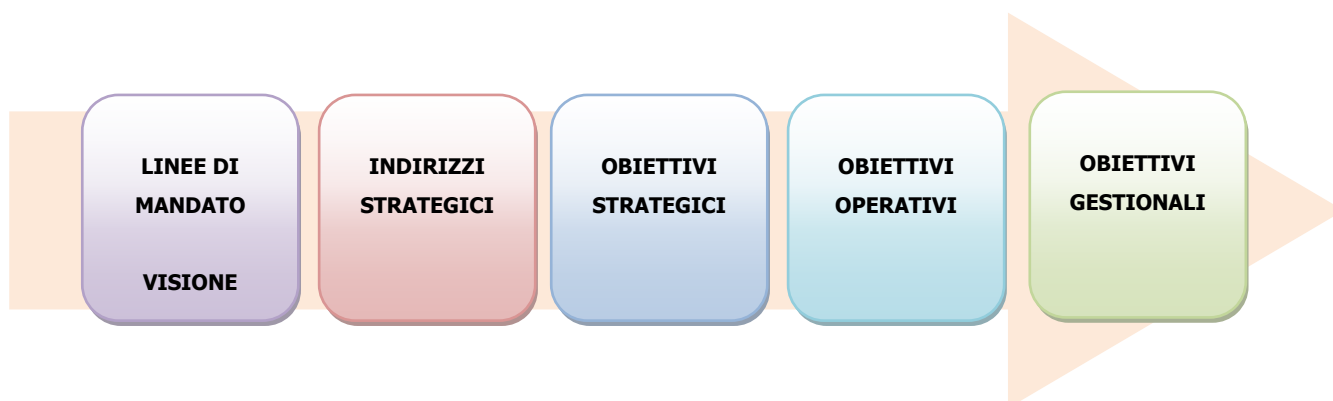 LINEE DI
MANDATO
VISIONE
INDIRIZZI
STRATEGICI
OBIETTIVI
STRATEGICI
OBIETTIVI
OPERATIVI
OBIETTIVI
GESTIONALI